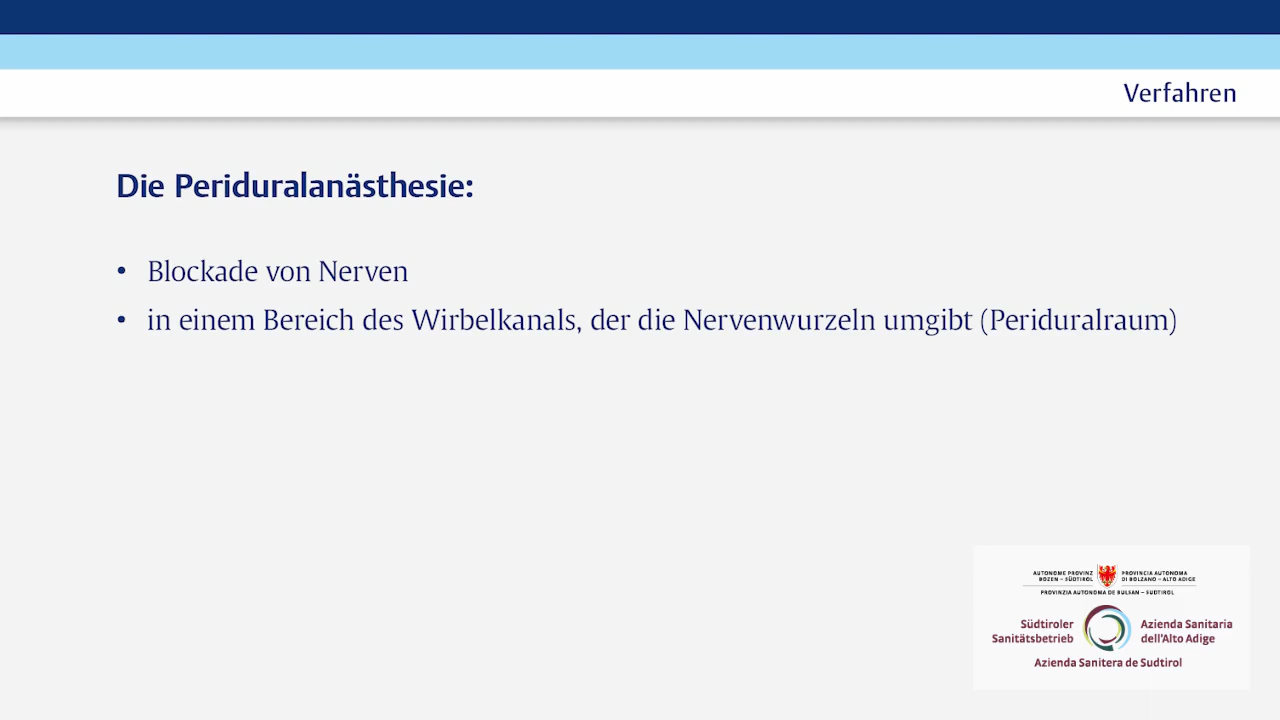 Verfahren
Die Periduralanästhesie:
• Blockade von Nerven
• in einem Bereich des Wirbelkanals, der die Nervenwurzeln umgibt (Periduralraum)
AUTONOME PROVINZ
BOZEN – SÜDTIROL
PROVINCIA AUTONOMA
DI BOLZANO – ALTO ADIGE
PROVINZIA AUTONOMA DE BULSAN – SÜDTIROL
Südtiroler
Sanitätsbetrieb
Azienda Sanitaria
dell'Alto Adige
Azienda Sanitera de Sudtirol